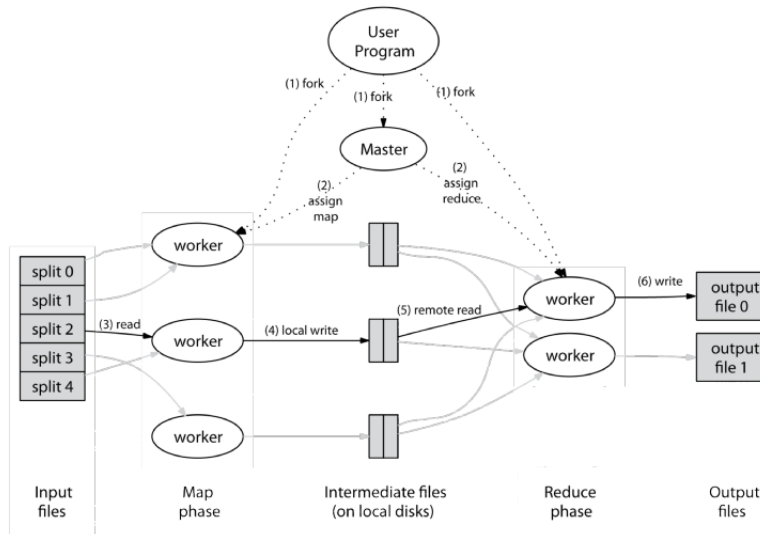 User
Program
(1) fork
(1) fork
(1) fork
Master
(2)
assign
map
(2)
assign
reduce
worker
split 0
split 1
split 2
split 3
split 4
(3) read
worker
(4) local write
(5) remote read
worker
(6) write
output
file 0
worker
output
file 1
worker
Input
files
Map
phase
Intermediate files
(on local disks)
Reduce
phase
Output
files